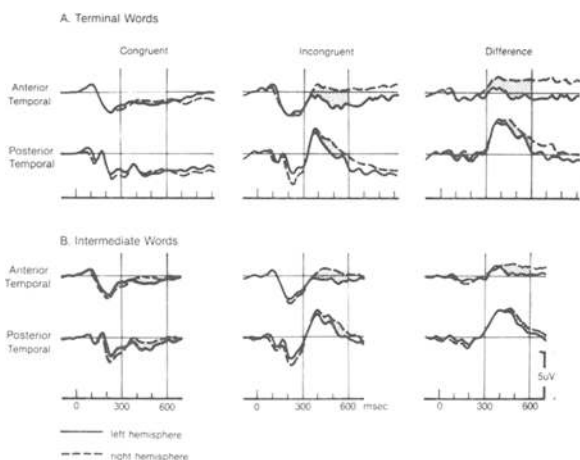 A. Terminal Words
Congruent Incongruent Difference
Anterior
Temporal
Posterior
Temporal
B. Intermediate Words
Anterior
Temporal
Posterior
Temporal
5uV
0 300 600 0 300 600 msec 0 300 600
left hemisphere
right hemisphere